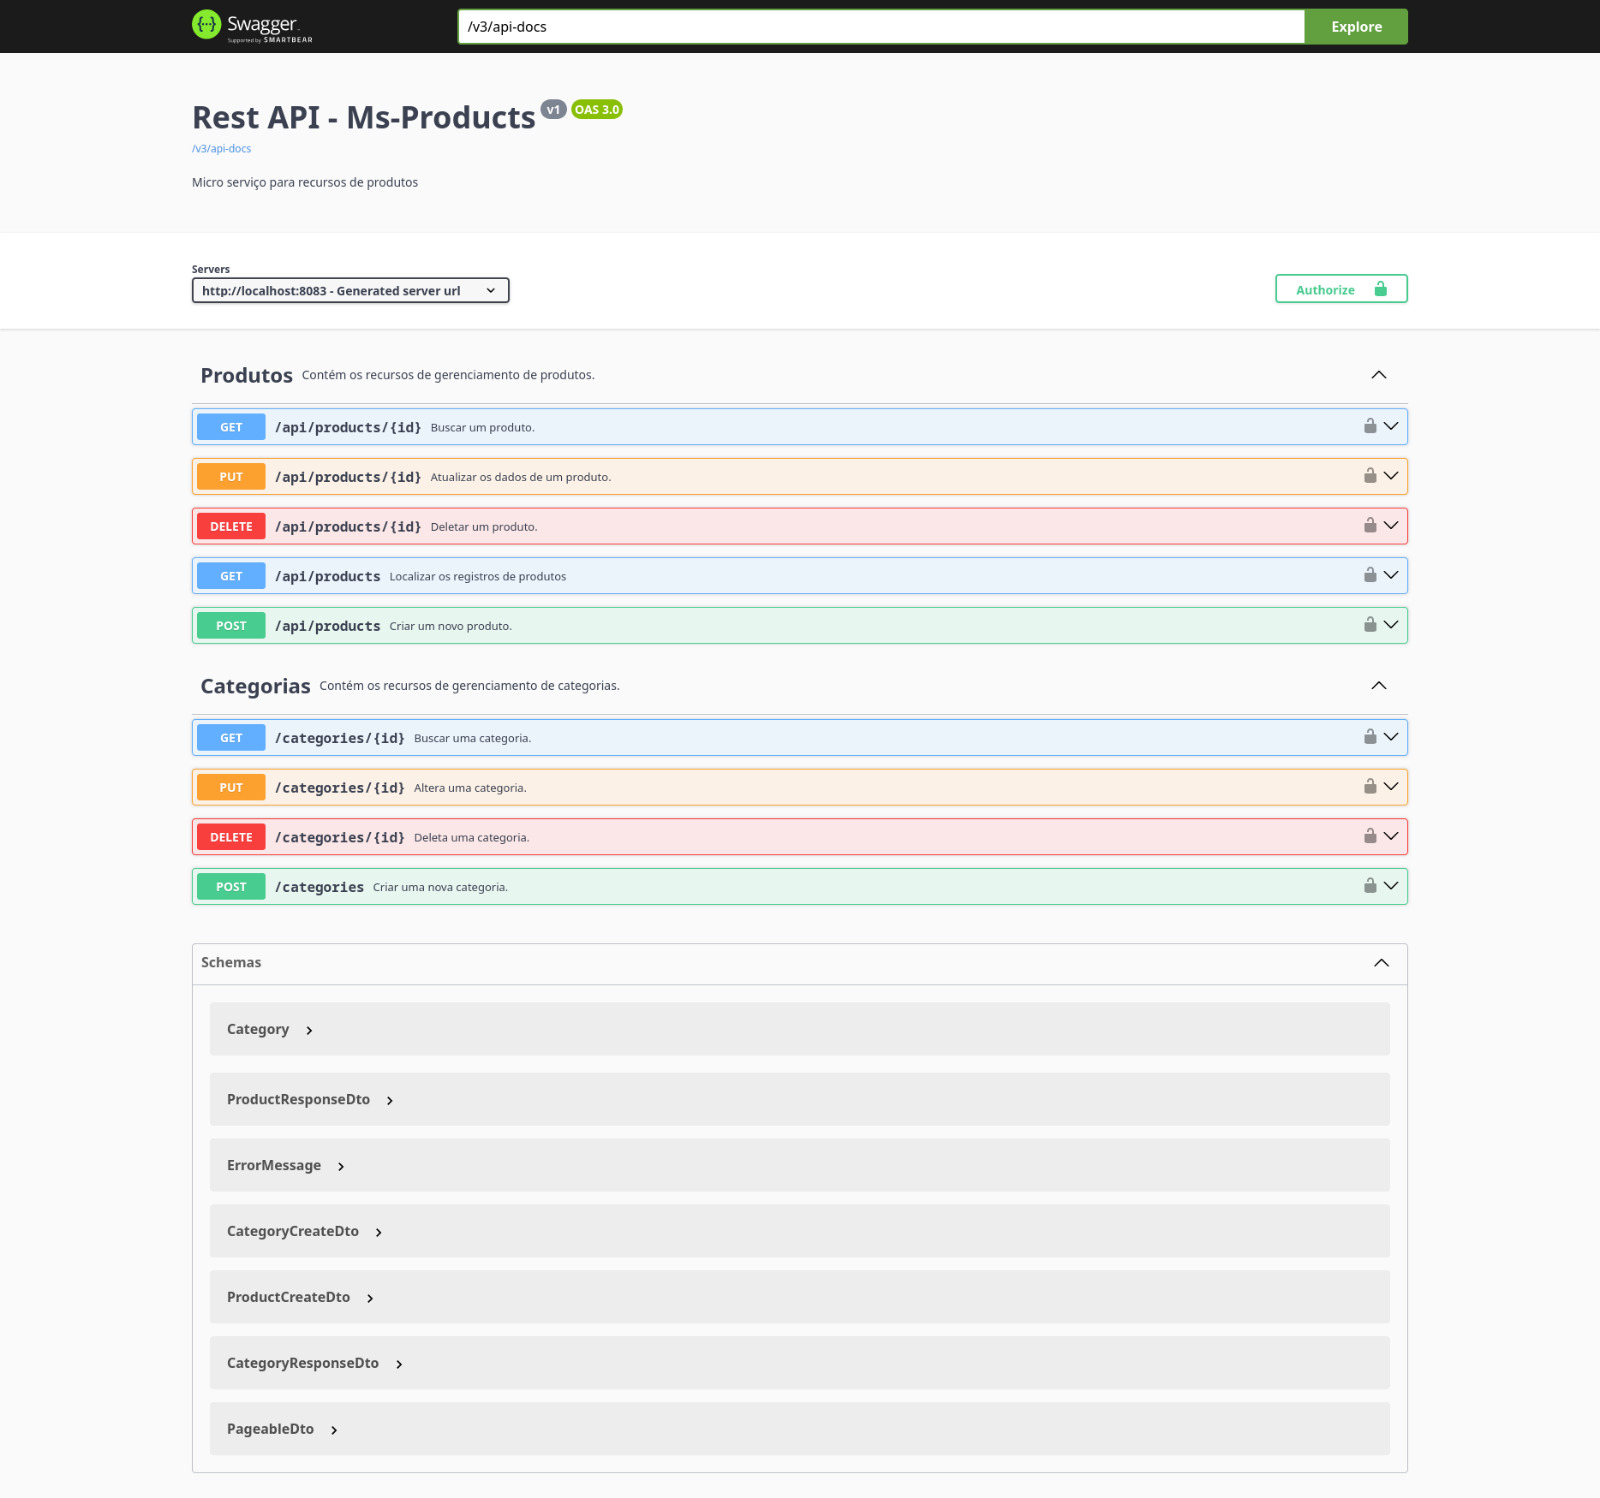 Swagger
Supported by SMARTBEAR
/v3/api-docs
Explore
Rest API - Ms-Products v1 OAS 3.0
/v3/api-docs
Micro serviço para recursos de produtos
Servers
http://localhost:8083 - Generated server url
Authorize
Produtos Contém os recursos de gerenciamento de produtos.
GET /api/products/{id} Buscar um produto.
PUT /api/products/{id} Atualizar os dados de um produto.
DELETE /api/products/{id} Deletar um produto.
GET /api/products Localizar os registros de produtos
POST /api/products Criar um novo produto.
Categorias Contém os recursos de gerenciamento de categorias.
GET /categories/{id} Buscar uma categoria.
PUT /categories/{id} Altera uma categoria.
DELETE /categories/{id} Deleta uma categoria.
POST /categories Criar uma nova categoria.
Schemas
Category
ProductResponseDto
ErrorMessage
CategoryCreateDto
ProductCreateDto
CategoryResponseDto
PageableDto